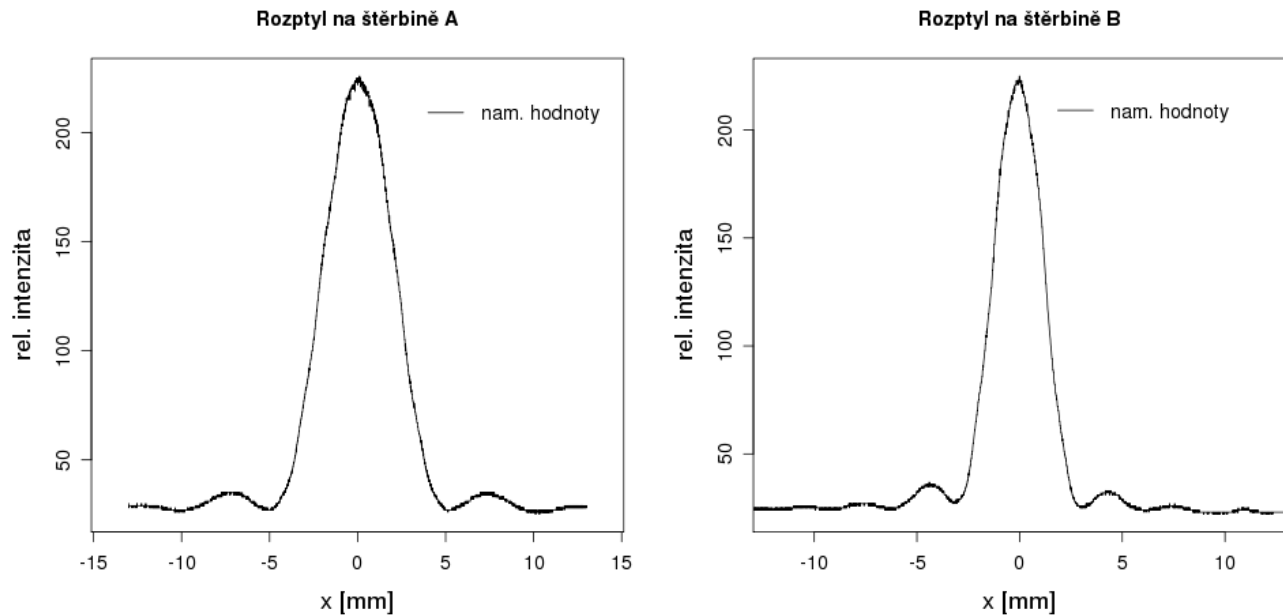 Rozptyl na štěrbině A
nam. hodnoty
rel. intenzita
200
150
100
50
-15 -10 -5 0 5 10 15
x [mm]
Rozptyl na štěrbině B
nam. hodnoty
rel. intenzita
200
150
100
50
-10 -5 0 5 10
x [mm]